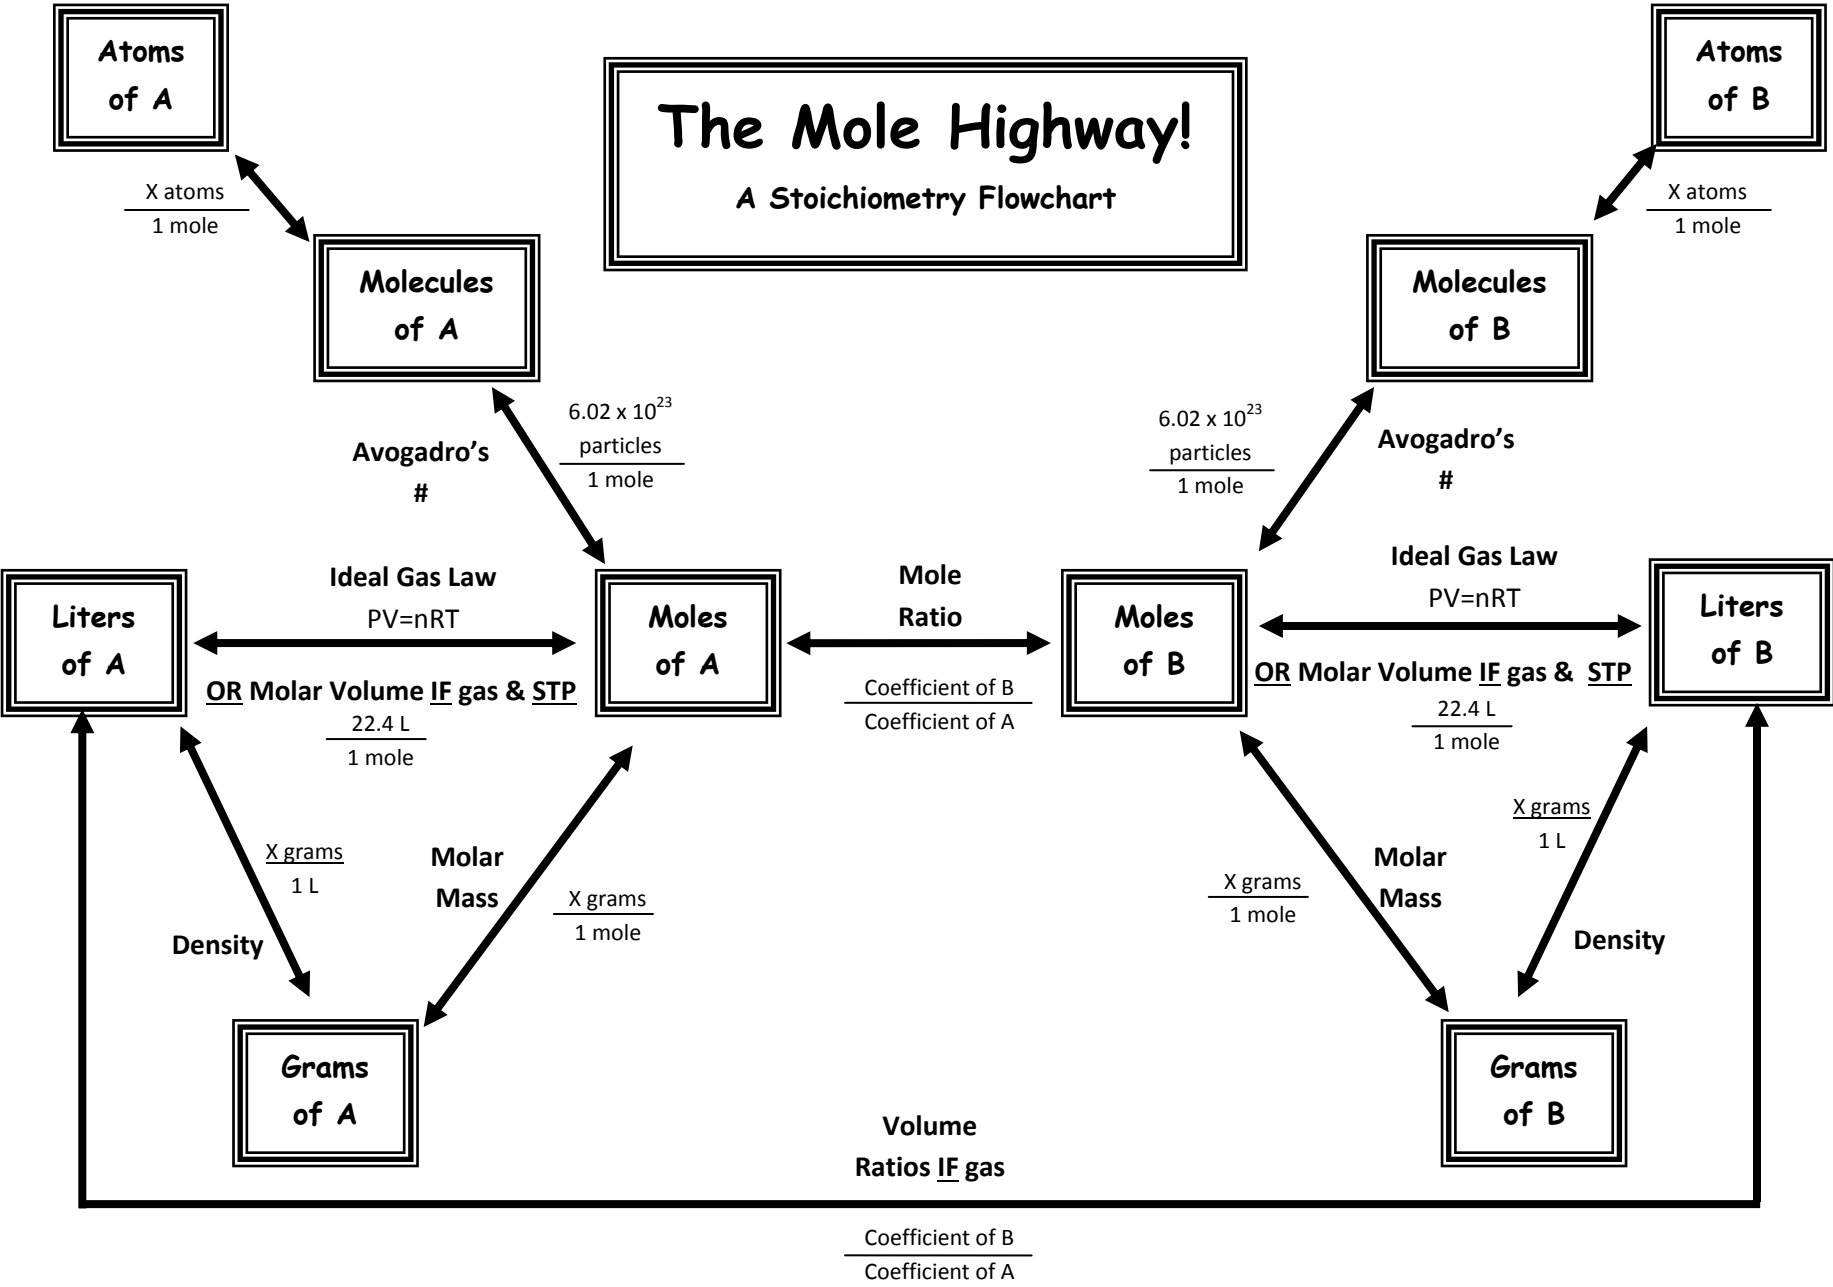 Atoms
of A
The Mole Highway!
A Stoichiometry Flowchart
Atoms
of B
X atoms
1 mole
X atoms
1 mole
Molecules
of A
Molecules
of B
Avogadro's
#
6.02 x 10²³
particles
1 mole
6.02 x 10²³
particles
1 mole
Avogadro's
#
Liters
of A
Ideal Gas Law
PV=nRT
OR Molar Volume IF gas & STP
22.4 L
1 mole
Moles
of A
Mole
Ratio
Coefficient of B
Coefficient of A
Moles
of B
Ideal Gas Law
PV=nRT
OR Molar Volume IF gas & STP
22.4 L
1 mole
Liters
of B
X grams
1 L
Density
Molar
Mass
X grams
1 mole
X grams
1 mole
Molar
Mass
X grams
1 L
Density
Grams
of A
Grams
of B
Volume
Ratios IF gas
Coefficient of B
Coefficient of A